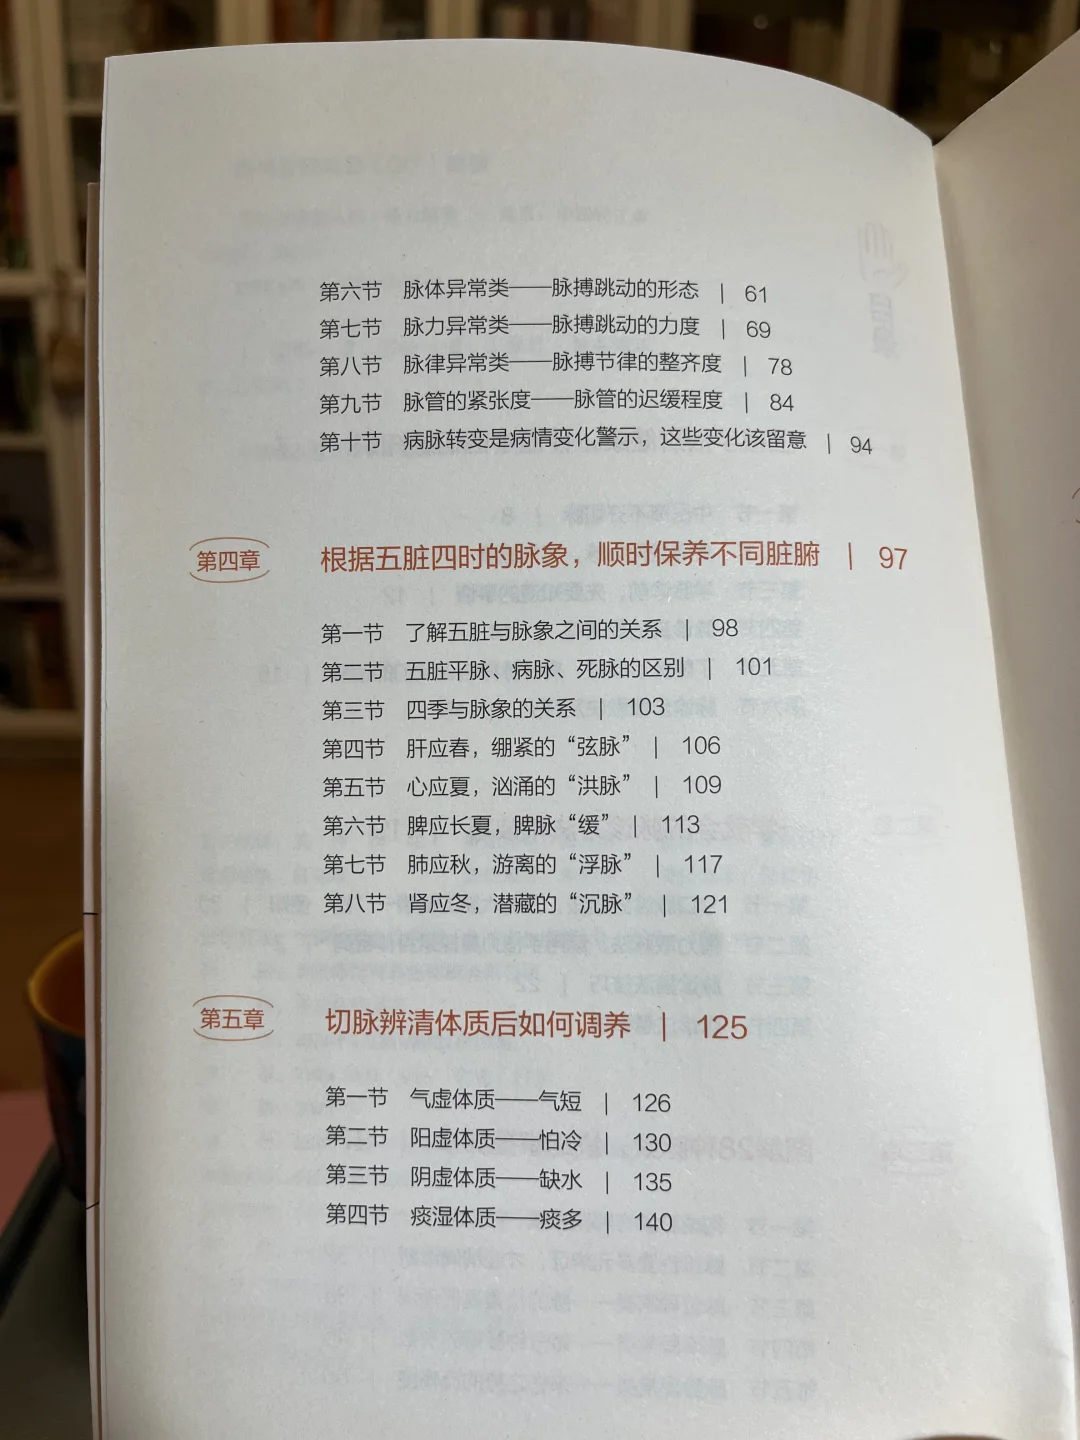 第六节 脉体异常类——脉搏跳动的形态 | 61
第七节 脉力异常类——脉搏跳动的力度 | 69
第八节 脉律异常类——脉搏节律的整齐度 | 78
第九节 脉管的紧张度——脉管的迟缓程度 | 84
第十节 病脉转变是病情变化警示，这些变化该留意 | 94
第四章 根据五脏四时的脉象，顺时保养不同脏腑 | 97
第一节 了解五脏与脉象之间的关系 | 98
第二节 五脏平脉、病脉、死脉的区别 | 101
第三节 四季与脉象的关系 | 103
第四节 肝应春，绷紧的“弦脉” | 106
第五节 心应夏，汹涌的“洪脉” | 109
第六节 脾应长夏，脾脉“缓” | 113
第七节 肺应秋，游离的“浮脉” | 117
第八节 肾应冬，潜藏的“沉脉” | 121
第五章 切脉辨清体质后如何调养 | 125
第一节 气虚体质——气短 | 126
第二节 阳虚体质——怕冷 | 130
第三节 阴虚体质——缺水 | 135
第四节 痰湿体质——痰多 | 140